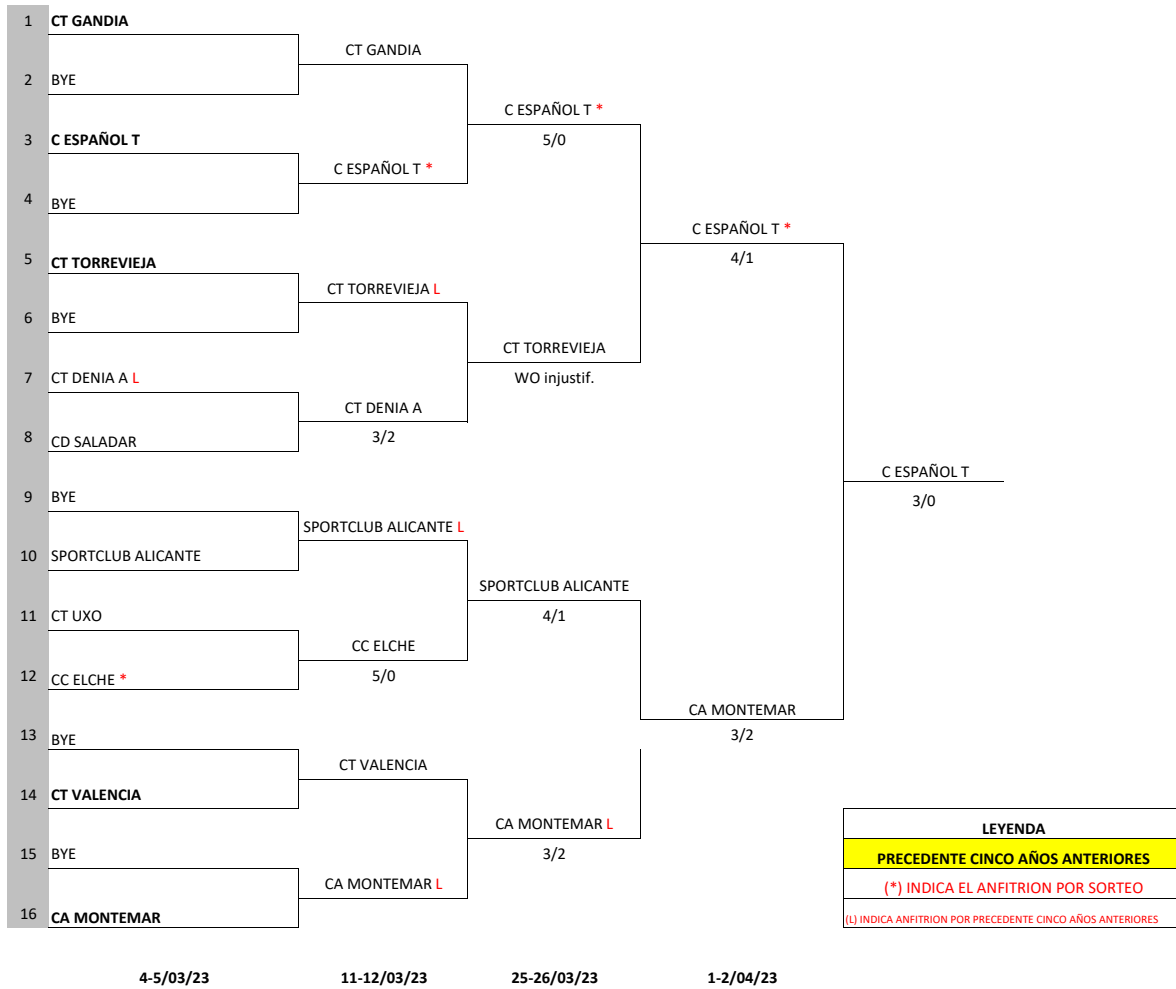 1 CT GANDIA
CT GANDIA
2 BYE
C ESPAÑOL T *
3 C ESPAÑOL T
5/0
C ESPAÑOL T *
4 BYE
C ESPAÑOL T *
5 CT TORREVIEJA
4/1
CT TORREVIEJA L
6 BYE
CT TORREVIEJA
7 CT DENIA A L
WO injustif.
CT DENIA A
8 CD SALADAR
3/2
C ESPAÑOL T
9 BYE
3/0
SPORTCLUB ALICANTE L
10 SPORTCLUB ALICANTE
SPORTCLUB ALICANTE
11 CT UXO
4/1
CC ELCHE
12 CC ELCHE *
5/0
CA MONTEMAR
13 BYE
3/2
CT VALENCIA
14 CT VALENCIA
CA MONTEMAR L
15 BYE
3/2
CA MONTEMAR L
16 CA MONTEMAR
LEYENDA
PRECEDENTE CINCO AÑOS ANTERIORES
(*) INDICA EL ANFITRION POR SORTEO
(L) INDICA ANFITRION POR PRECEDENTE CINCO AÑOS ANTERIORES
4-5/03/23 11-12/03/23 25-26/03/23 1-2/04/23